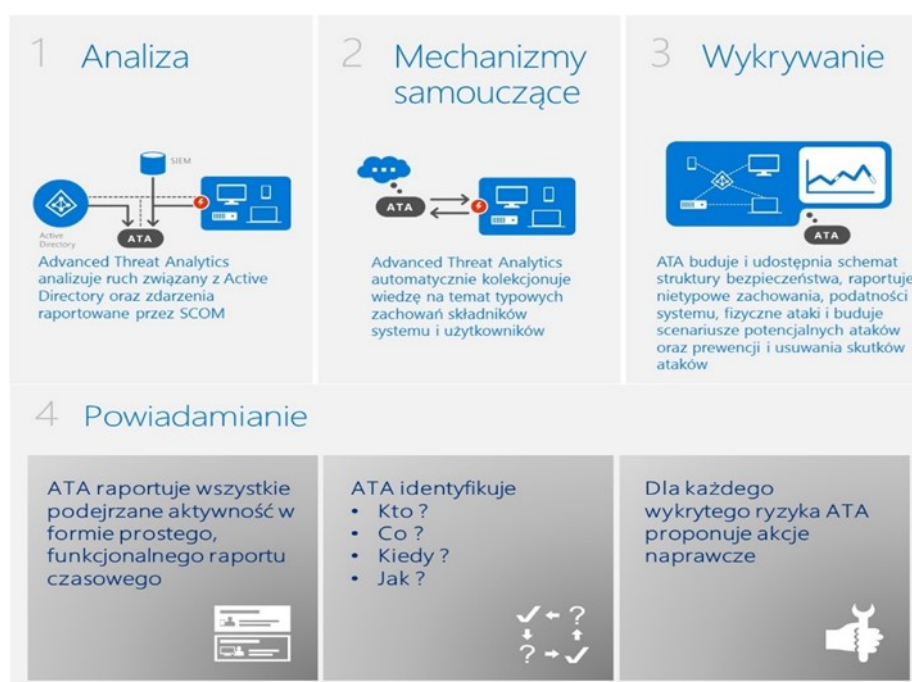 1 Analiza
SIEM
Active
Directory
ATA
Advanced Threat Analytics
analizuje ruch związany z Active
Directory oraz zdarzenia
raportowane przez SCOM
2 Mechanizmy
samouczące
ATA
Advanced Threat Analytics
automatycznie kolekcjonuje
wiedzę na temat typowych
zachowań składników
systemu i użytkowników
3 Wykrywanie
ATA
ATA buduje i udostępnia schemat
struktury bezpieczeństwa, raportuje
nietypowe zachowania, podatności
systemu, fizyczne ataki i buduje
scenariusze potencjalnych ataków
oraz prewencji i usuwania skutków
ataków
4 Powiadamianie
ATA raportuje wszystkie
podejrzane aktywność w
formie prostego,
funkcjonalnego raportu
czasowego
ATA identyfikuje
• Kto ?
• Co ?
• Kiedy ?
• Jak ?
? 
?
Dla każdego
wykrytego ryzyka ATA
proponuje akcje
naprawcze